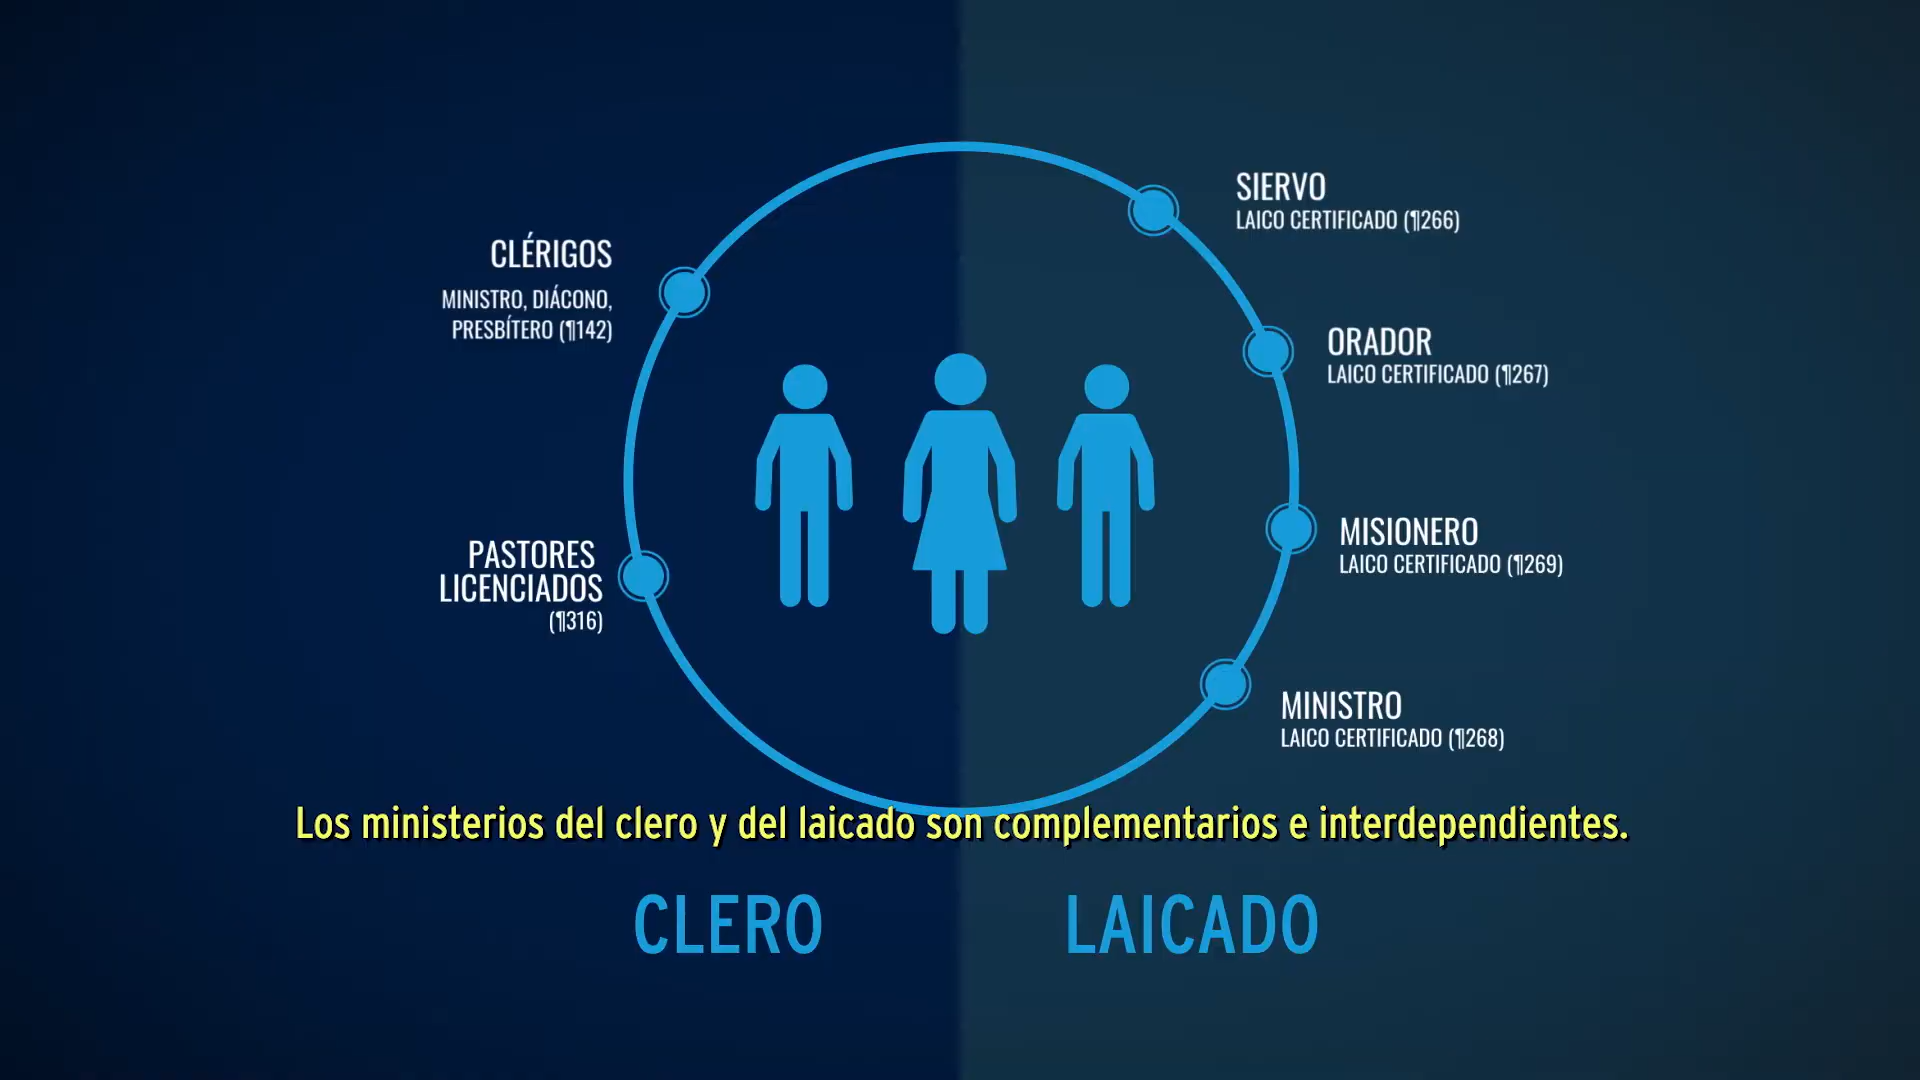 CLÉRIGOS
MINISTRO, DIÁCONO,
PRESBÍTERO (¶142)
PASTORES
LICENCIADOS
(¶316)
SIERVO
LAICO CERTIFICADO (¶266)
ORADOR
LAICO CERTIFICADO (¶267)
MISIONERO
LAICO CERTIFICADO (¶269)
MINISTRO
LAICO CERTIFICADO (¶268)
Los ministerios del clero y del laicado son complementarios e interdependientes.
CLERO
LAICADO